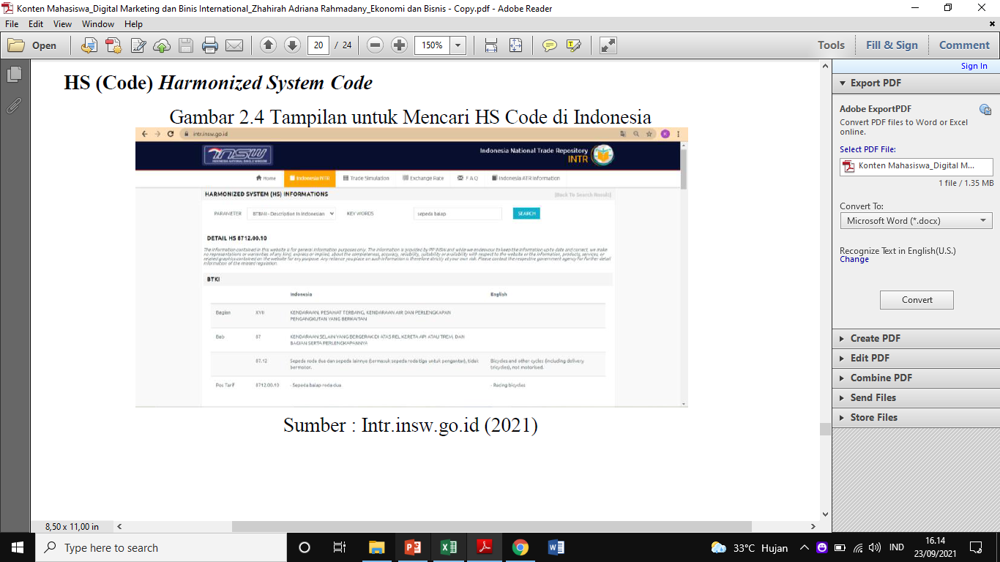 Konten Mahasiswa_Digital Marketing dan Binis International_Zhahirah Adriana Rahmadany_Ekonomi dan Bisnis - Copy.pdf - Adobe Reader
File Edit View Window Help
Open 20 / 24 150% Tools Fill & Sign Comment
Sign In
HS (Code) Harmonized System Code
Gambar 2.4 Tampilan untuk Mencari HS Code di Indonesia
intr.insw.go.id K
INSW
Indonesia National Trade Repository
INTR
Home Indonesia INTR Trade Simulation Exchange Rate F A Q Indonesia ATR Information
HARMONIZED SYSTEM (HS) INFORMATIONS [Back To Search Result]
PARAMETER BTBMI - Description in Indonesian KEY WORDS sepeda balap SEARCH
DETAIL HS 8712.00.10
The information contained in this website is for general information purposes only. The information is provided by PP INSW and while we endeavour to keep the information up to date and correct, we make
no representations or warranties of any kind, express or implied, about the completeness, accuracy, reliability, suitability or availability with respect to the website or the information, products, services, or
related graphics contained on the website for any purpose. Any reliance you place on such information is therefore strictly at your own risk. Please contact the respective government agency for further detail
information of the related regulation.
BTKI
Indonesia English
Bagian XVII KENDARAAN, PESAWAT TERBANG, KENDARAAN AIR DAN PERLENGKAPAN
PENGANGKUTAN YANG BERKAITAN
Bab 87 KENDARAAN SELAIN YANG BERGERAK DI ATAS REL KERETA API ATAU TREM, DAN
BAGIAN SERTA PERLENGKAPANNYA
87.12 Sepeda roda dua dan sepeda lainnya (termasuk sepeda roda tiga untuk pengantar), tidak bermotor. Bicycles and other cycles (including delivery tricycles), not motorised.
Pos Tarif 8712.00.10 - Sepeda balap roda dua - Racing bicycles
Sumber : Intr.insw.go.id (2021)
8,50 x 11,00 in
Export PDF
Adobe ExportPDF
Convert PDF files to Word or Excel
online.
Select PDF File:
Konten Mahasiswa_Digital M...
1 file / 1.35 MB
Convert To:
Microsoft Word (*.docx)
Recognize Text in English(U.S.)
Change
Convert
Create PDF
Edit PDF
Combine PDF
Send Files
Store Files
Type here to search
33°C Hujan IND 16.14
23/09/2021